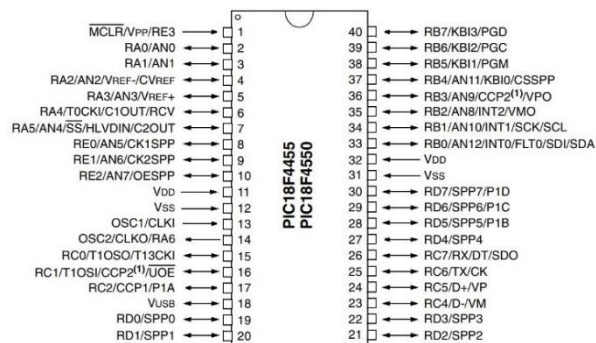 MCLR/VPP/RE3 1 40 RB7/KBI3/PGD
RA0/AN0 2 39 RB6/KBI2/PGC
RA1/AN1 3 38 RB5/KBI1/PGM
RA2/AN2/VREF-/CVREF 4 37 RB4/AN11/KBI0/CSSPP
RA3/AN3/VREF+ 5 36 RB3/AN9/CCP2(1)/VPO
RA4/T0CKI/C1OUT/RCV 6 35 RB2/AN8/INT2/VMO
RA5/AN4/SS/HLVDIN/C2OUT 7 34 RB1/AN10/INT1/SCK/SCL
RE0/AN5/CK1SPP 8 33 RB0/AN12/INT0/FLT0/SDI/SDA
RE1/AN6/CK2SPP 9 32 VDD
RE2/AN7/OESPP 10 31 VSS
VDD 11 30 RD7/SPP7/P1D
VSS 12 29 RD6/SPP6/P1C
OSC1/CLKI 13 28 RD5/SPP5/P1B
OSC2/CLKO/RA6 14 27 RD4/SPP4
RC0/T1OSO/T13CKI 15 26 RC7/RX/DT/SDO
RC1/T1OSI/CCP2(1)/UOE 16 25 RC6/TX/CK
RC2/CCP1/P1A 17 24 RC5/D+/VP
VUSB 18 23 RC4/D-/VM
RD0/SPP0 19 22 RD3/SPP3
RD1/SPP1 20 21 RD2/SPP2
PIC18F4455
PIC18F4550